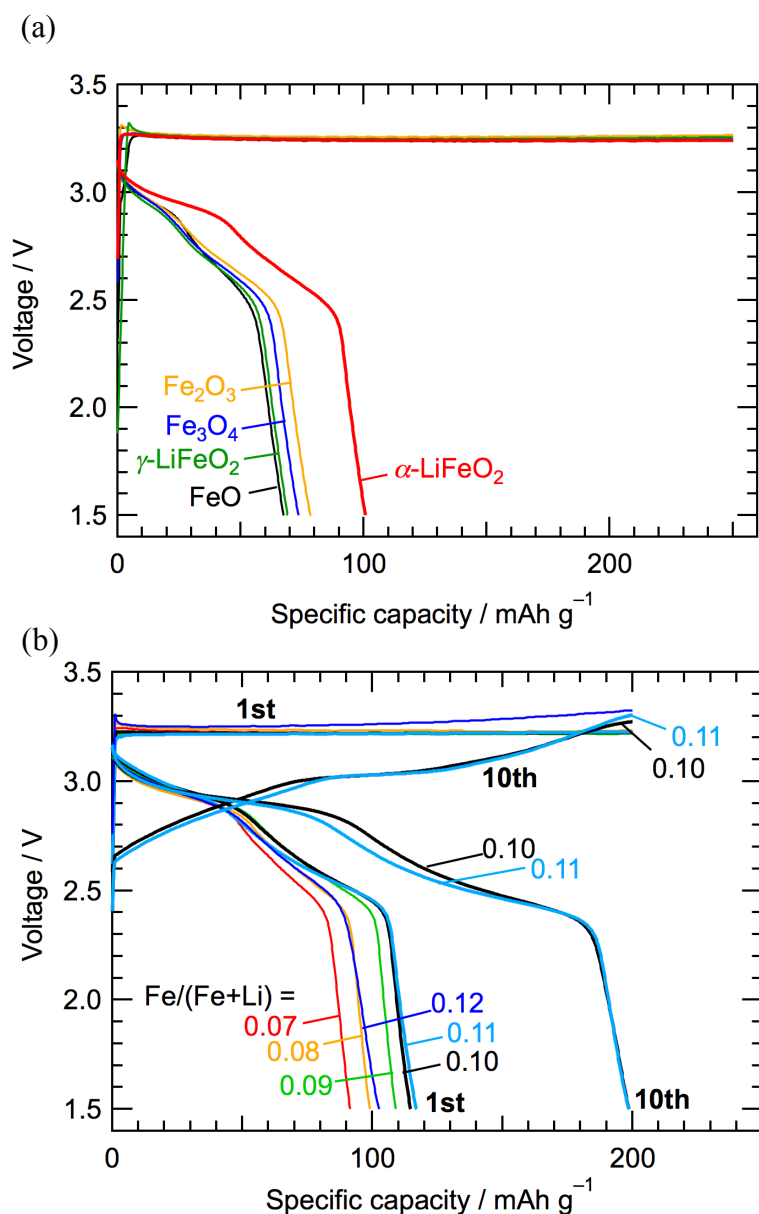 (a)
3.5
3.0
2.5
2.0
1.5
Voltage / V
Fe₂O₃
Fe₃O₄
γ-LiFeO₂
FeO
α-LiFeO₂
0
100
200
Specific capacity / mAh g⁻¹
(b)
3.5
3.0
2.5
2.0
1.5
Voltage / V
1st
0.11
0.10
10th
0.10
0.11
Fe/(Fe+Li) =
0.07
0.08
0.09
0.12
0.11
0.10
1st
10th
0
100
200
Specific capacity / mAh g⁻¹